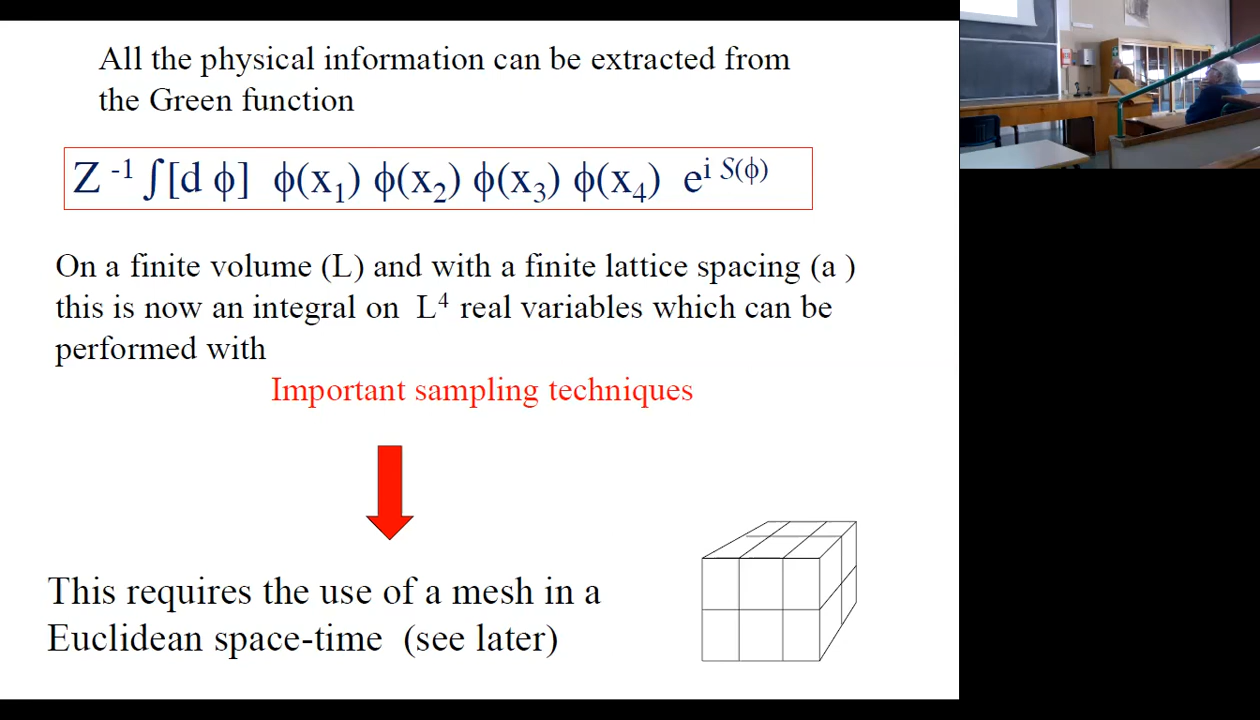 All the physical information can be extracted from
the Green function
Z ⁻¹ ∫[d ϕ] ϕ(x₁) ϕ(x₂) ϕ(x₃) ϕ(x₄) eⁱ ˢ⁽ᶲ⁾
On a finite volume (L) and with a finite lattice spacing (a )
this is now an integral on L⁴ real variables which can be
performed with
Important sampling techniques
This requires the use of a mesh in a
Euclidean space-time (see later)